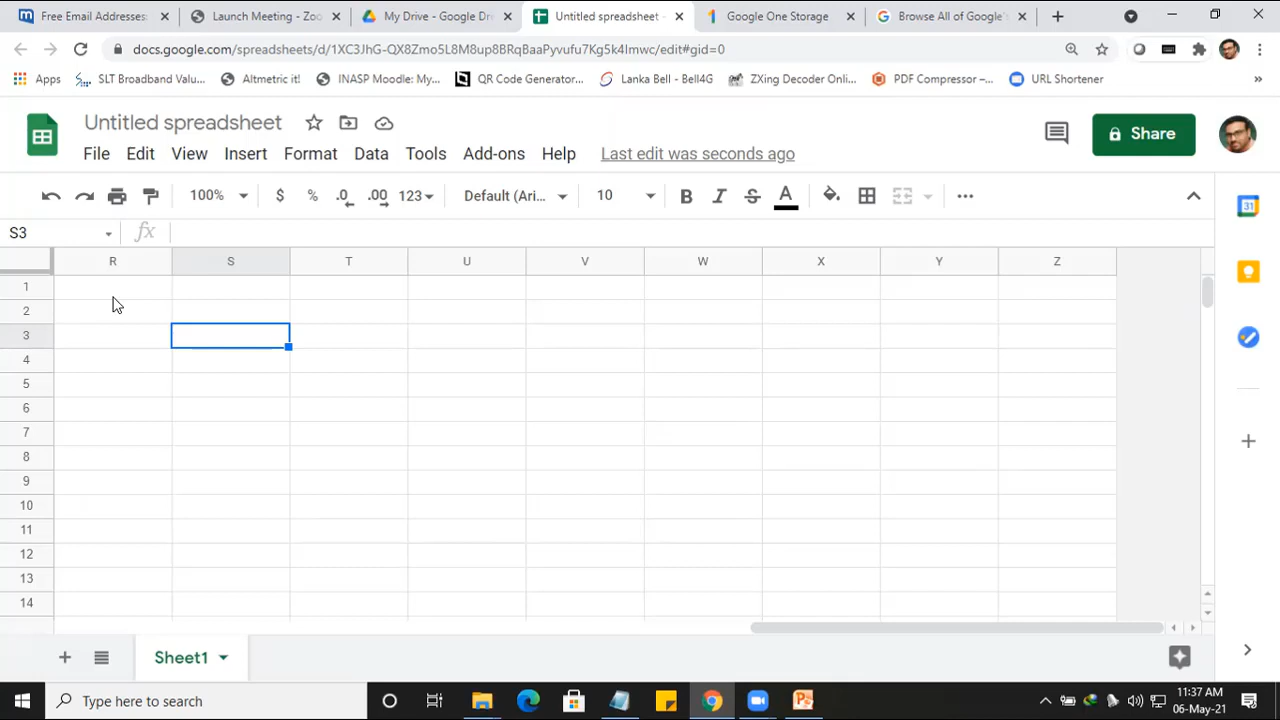 Free Email Addresses:
Launch Meeting - Zoo
My Drive - Google Dri
Untitled spreadsheet -
Google One Storage
Browse All of Google's
docs.google.com/spreadsheets/d/1XC3JhG-QX8Zmo5L8M8up8BRqBaaPyvufu7Kg5k4Imwc/edit#gid=0
Apps
SLT Broadband Valu...
Altmetric it!
INASP Moodle: My...
QR Code Generator...
Lanka Bell - Bell4G
ZXing Decoder Onli...
PDF Compressor –...
URL Shortener
»
Untitled spreadsheet
Share
File Edit View Insert Format Data Tools Add-ons Help Last edit was seconds ago
100% $ % .0 .00 123 Default (Ari... 10 B I S A
S3 fx
R S T U V W X Y Z
1
2
3
4
5
6
7
8
9
10
11
12
13
14
31
Sheet1
Type here to search
11:37 AM
06-May-21